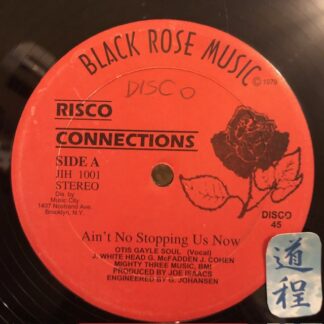 BLACK ROSE MUSIC
© 1979
DISCO
RISCO
CONNECTIONS
SIDE A
JIH 1001
STEREO
Dis. by
Music City
1407 Nostrand Ave.
Brooklyn, N.Y.
DISCO
45
Ain't No Stopping Us Now
OTIS GAYLE SOUL (Vocal)
J. WHITE HEAD G. McFADDEN J. COHEN
MIGHTY THREE MUSIC, BMI
PRODUCED BY JOE ISAACS
ENGINEERED BY G. JOHANSEN
道程